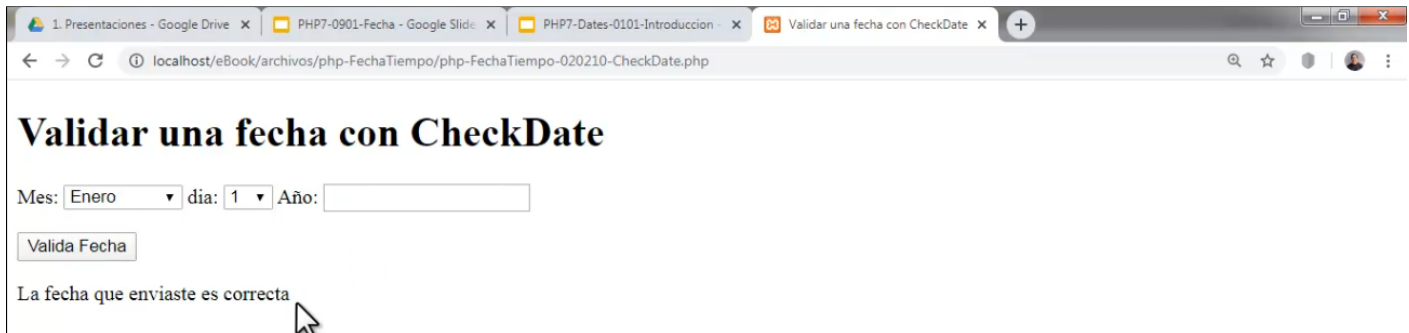 1. Presentaciones - Google Drive
PHP7-0901-Fecha - Google Slide
PHP7-Dates-0101-Introduccion -
Validar una fecha con CheckDate
localhost/eBook/archivos/php-FechaTiempo/php-FechaTiempo-020210-CheckDate.php
Validar una fecha con CheckDate
Mes: Enero dia: 1 Año:
Valida Fecha
La fecha que enviaste es correcta